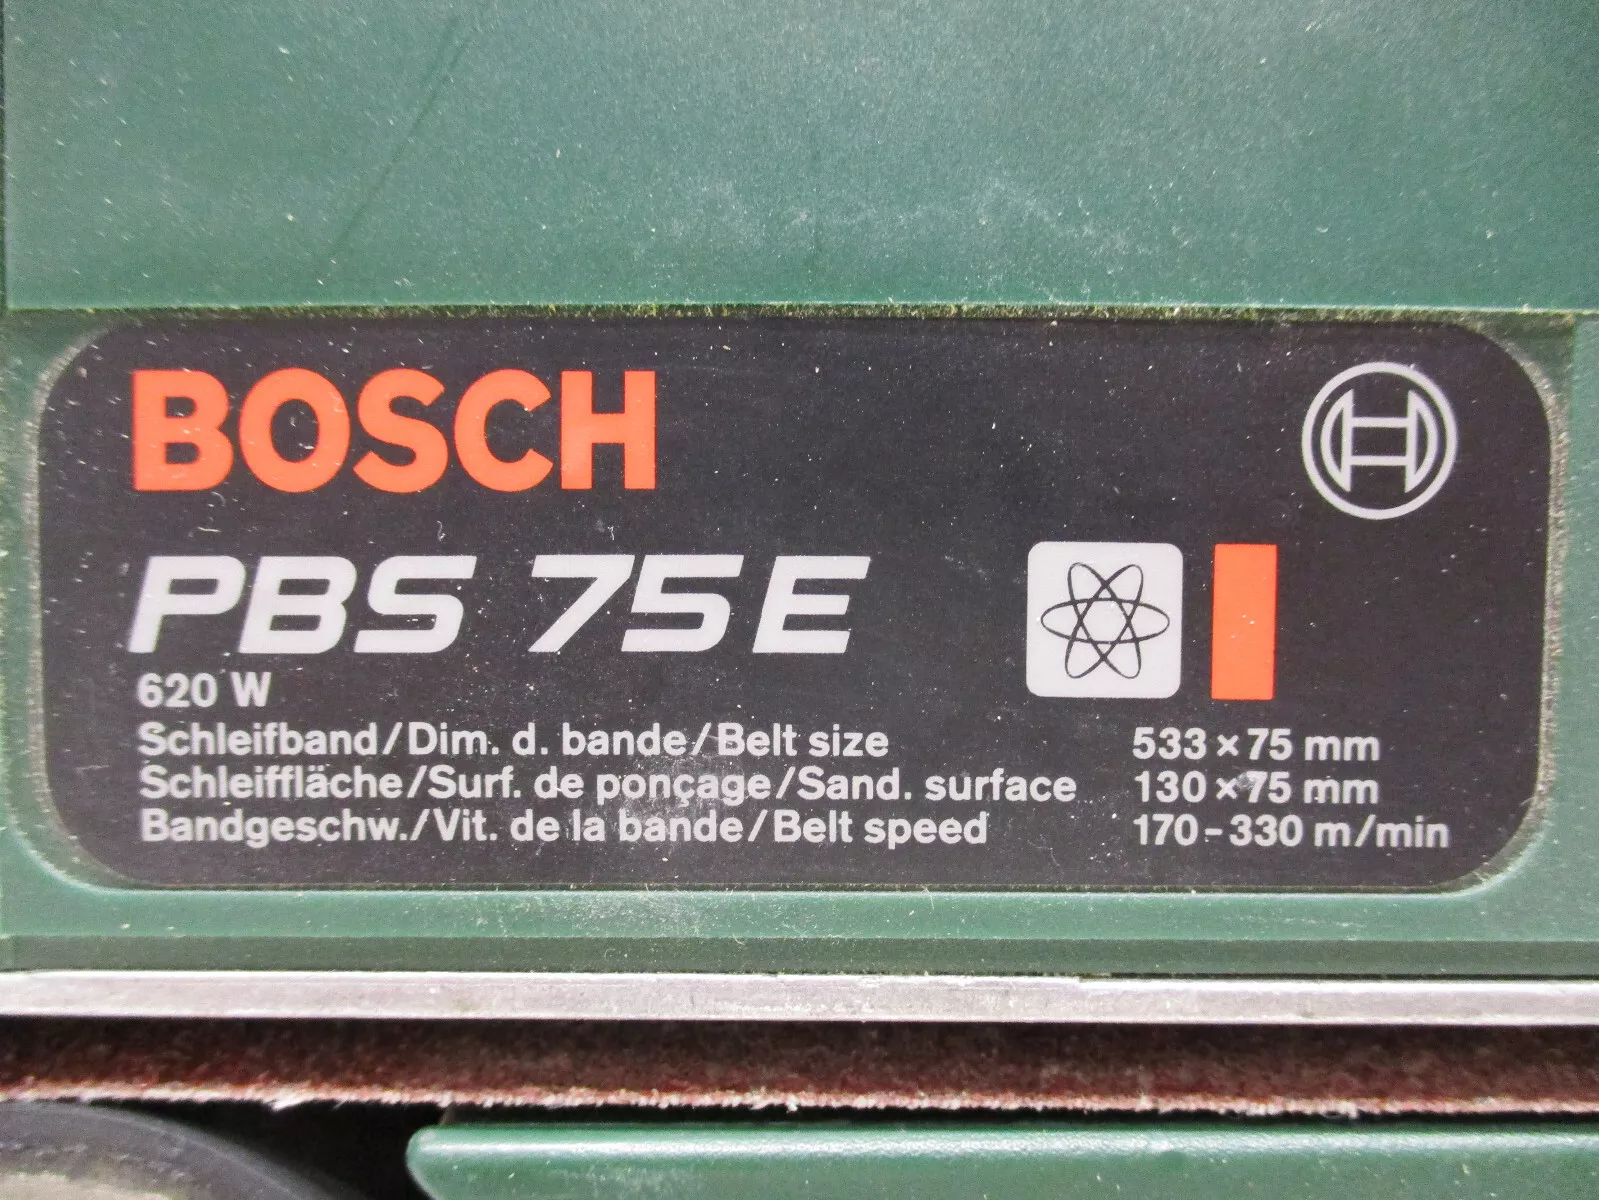 BOSCH
PBS 75 E
620 W
Schleifband/Dim. d. bande/Belt size 533 × 75 mm
Schleiffläche/Surf. de ponçage/Sand. surface 130 × 75 mm
Bandgeschw./Vit. de la bande/Belt speed 170-330 m/min